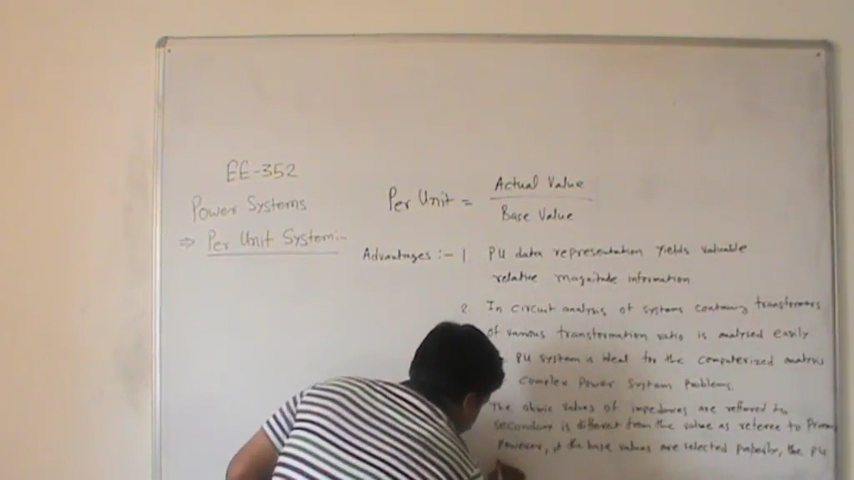 EE-352
Power Systems
⇒ Per Unit System:-
Per Unit = Actual Value
Base Value
Advantages :- 1. PU data representation Yields valuable
relative magnitude information.
2. In circuit analysis of systems containing transformers
of various transformation ratio is analysed easily
PU system is ideal for the computerized analysis
complex Power System Problems.
The ohmic values of impedances are reffered to
secondary is different from the value as referee to Prim
However, if the base values are selected properly, the PU